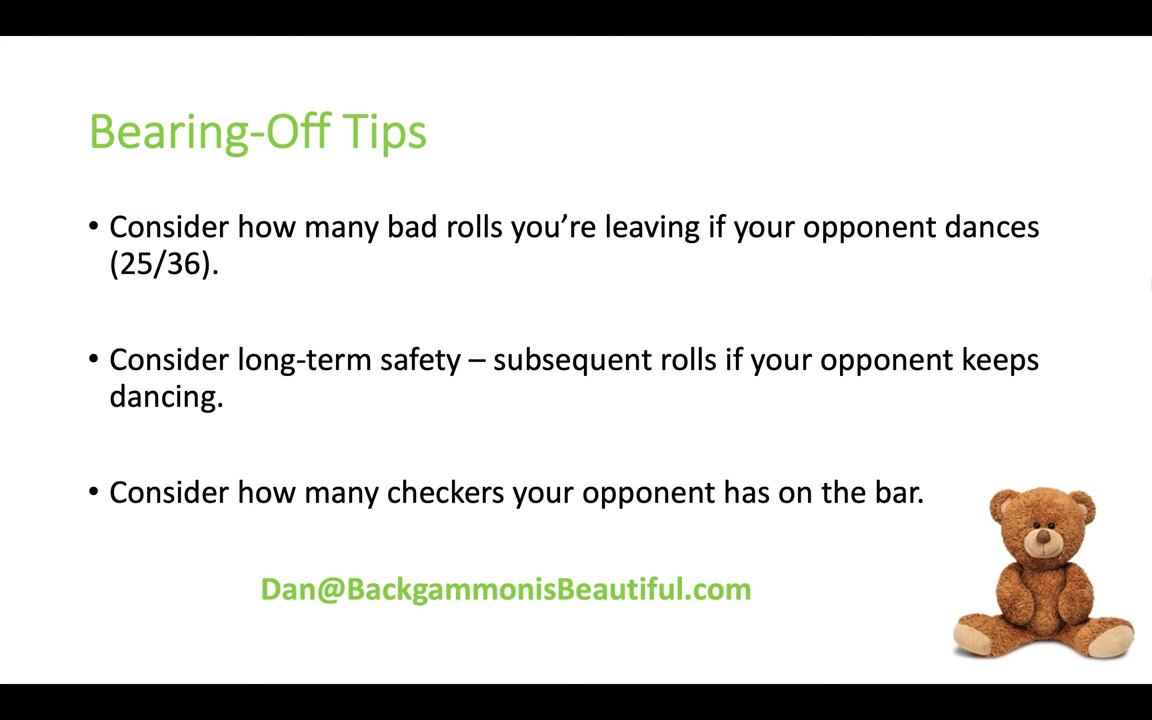 Bearing-Off Tips
• Consider how many bad rolls you’re leaving if your opponent dances
(25/36).
• Consider long-term safety – subsequent rolls if your opponent keeps
dancing.
• Consider how many checkers your opponent has on the bar.
Dan@BackgammonisBeautiful.com